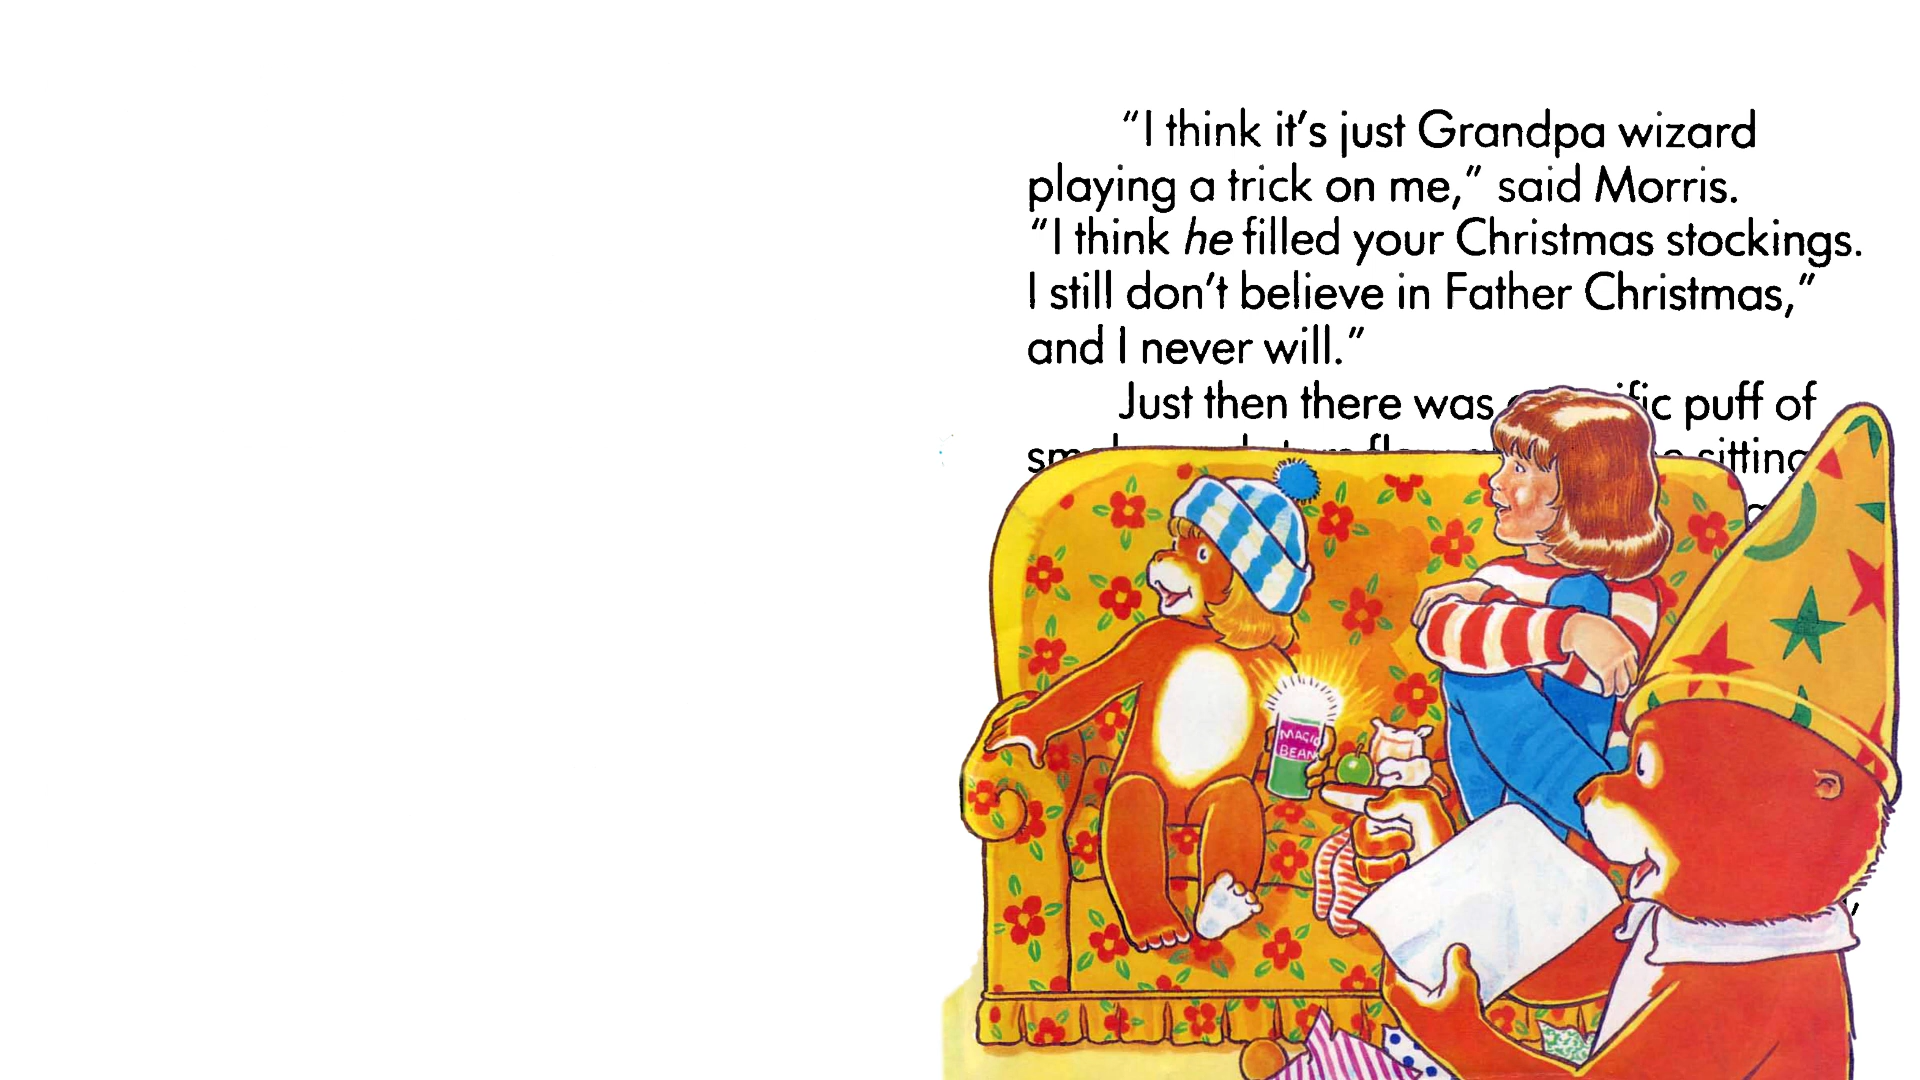 “I think it’s just Grandpa wizard
playing a trick on me,” said Morris.
“I think he filled your Christmas stockings.
I still don’t believe in Father Christmas,”
and I never will.”
Just then there was puff of
sitting
MAGIC
BEAN